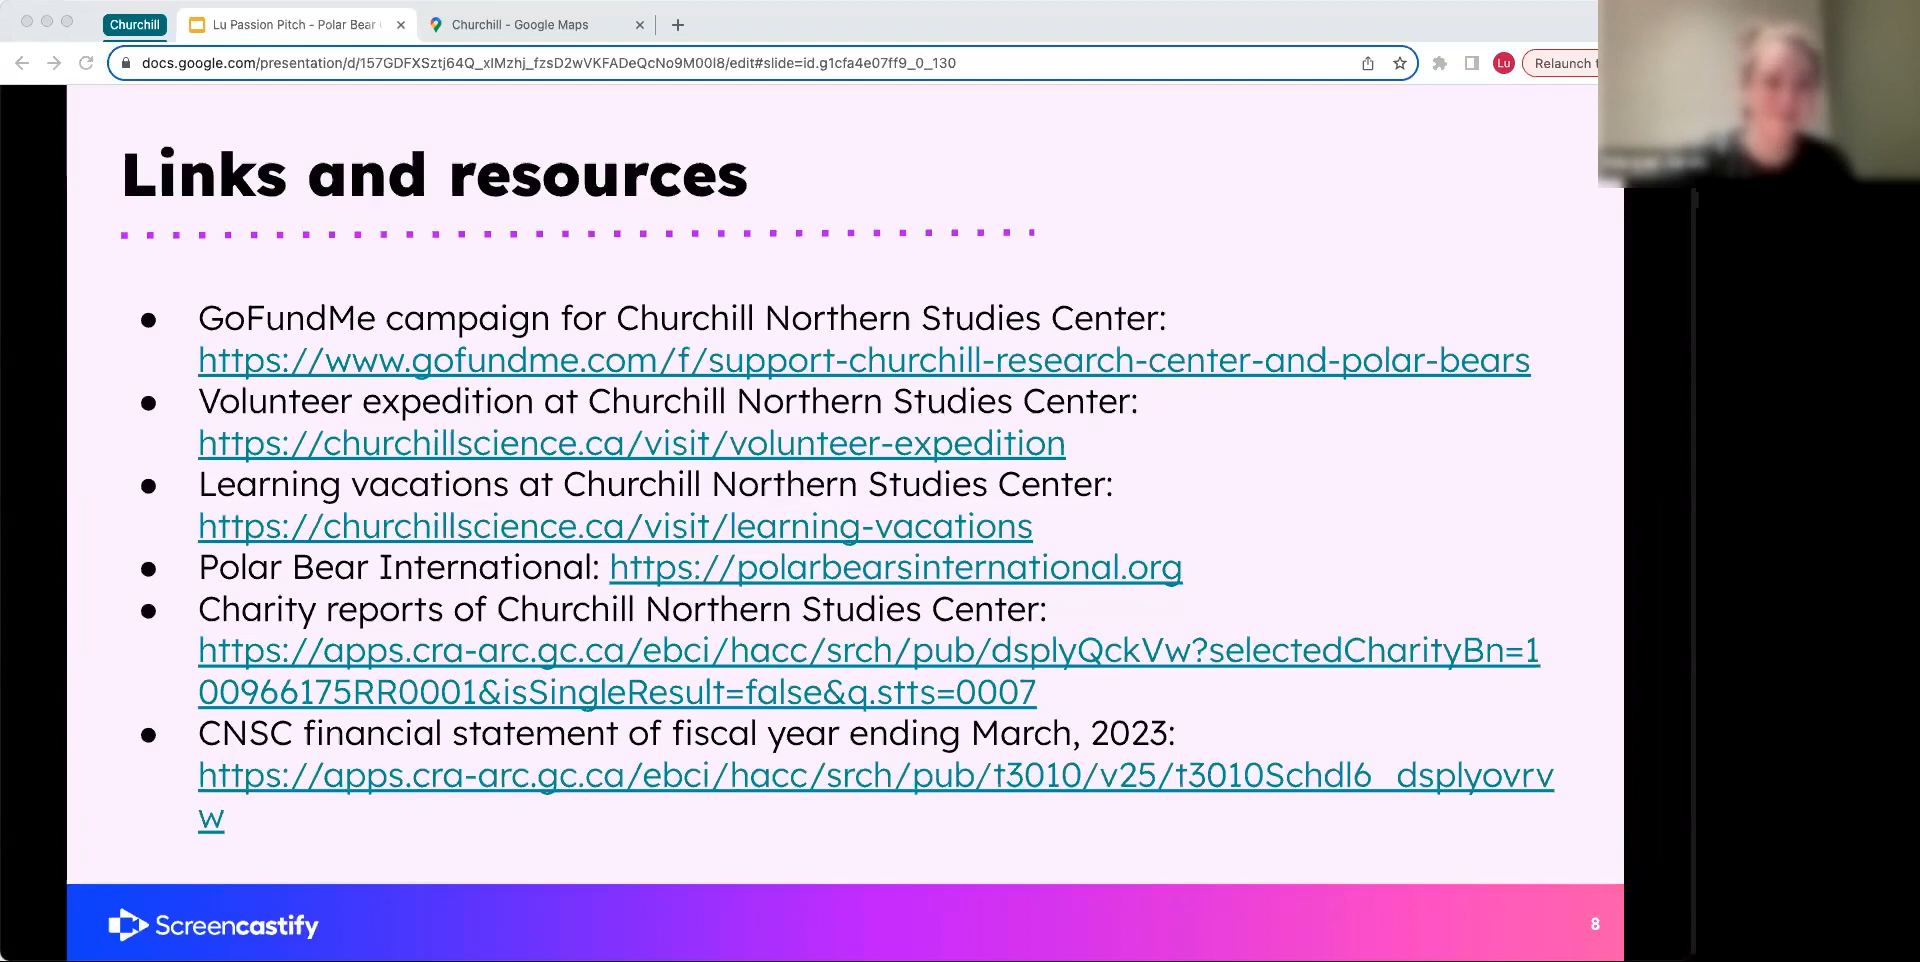 Churchill
Lu Passion Pitch - Polar Bear
Churchill - Google Maps
docs.google.com/presentation/d/157GDFXSztj64Q_xIMzhj_fzsD2wVKFADeQcNo9M00I8/edit#slide=id.g1cfa4e07ff9_0_130
Lu
Relaunch
Links and resources
● GoFundMe campaign for Churchill Northern Studies Center:
https://www.gofundme.com/f/support-churchill-research-center-and-polar-bears
● Volunteer expedition at Churchill Northern Studies Center:
https://churchillscience.ca/visit/volunteer-expedition
● Learning vacations at Churchill Northern Studies Center:
https://churchillscience.ca/visit/learning-vacations
● Polar Bear International: https://polarbearsinternational.org
● Charity reports of Churchill Northern Studies Center:
https://apps.cra-arc.gc.ca/ebci/hacc/srch/pub/dsplyQckVw?selectedCharityBn=1
00966175RR0001&isSingleResult=false&q.stts=0007
● CNSC financial statement of fiscal year ending March, 2023:
https://apps.cra-arc.gc.ca/ebci/hacc/srch/pub/t3010/v25/t3010Schdl6_dsplyovrv
w
Screencastify
8